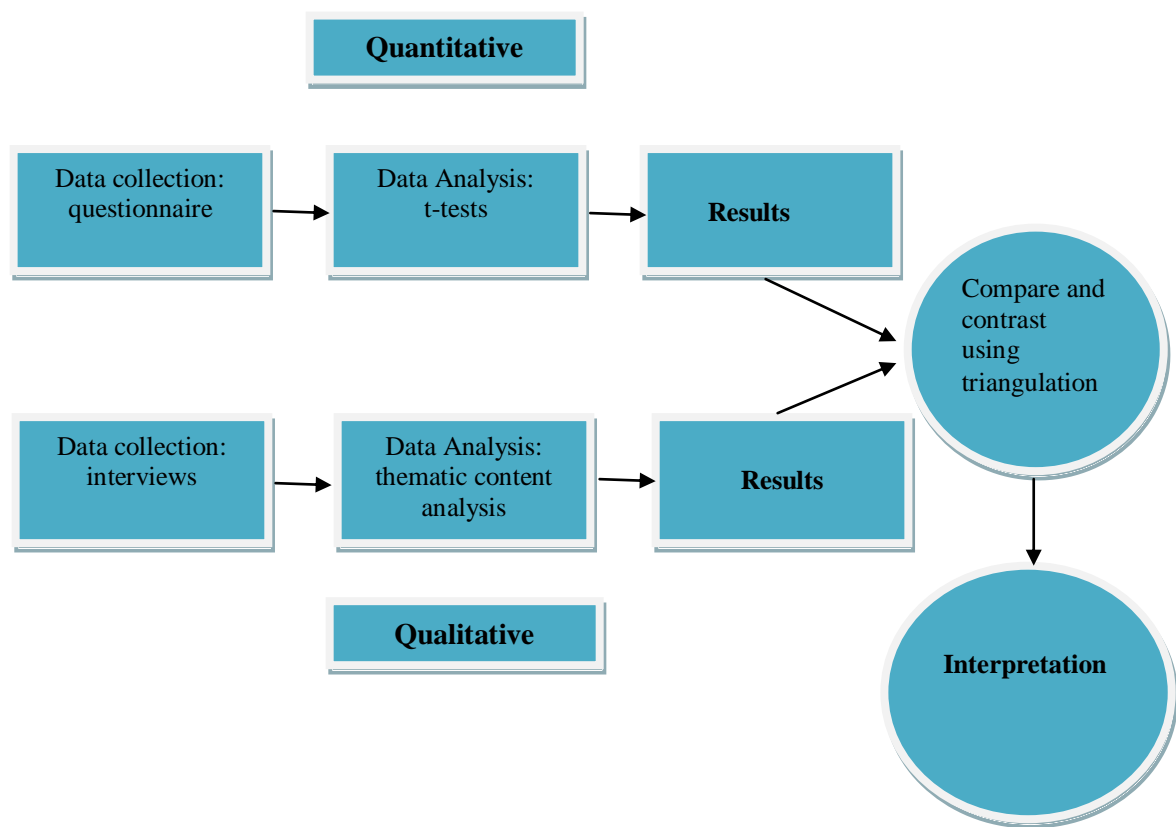 Quantitative
Data collection:
questionnaire
Data Analysis:
t-tests
Results
Compare and
contrast
using
triangulation
Data collection:
interviews
Data Analysis:
thematic content
analysis
Results
Qualitative
Interpretation